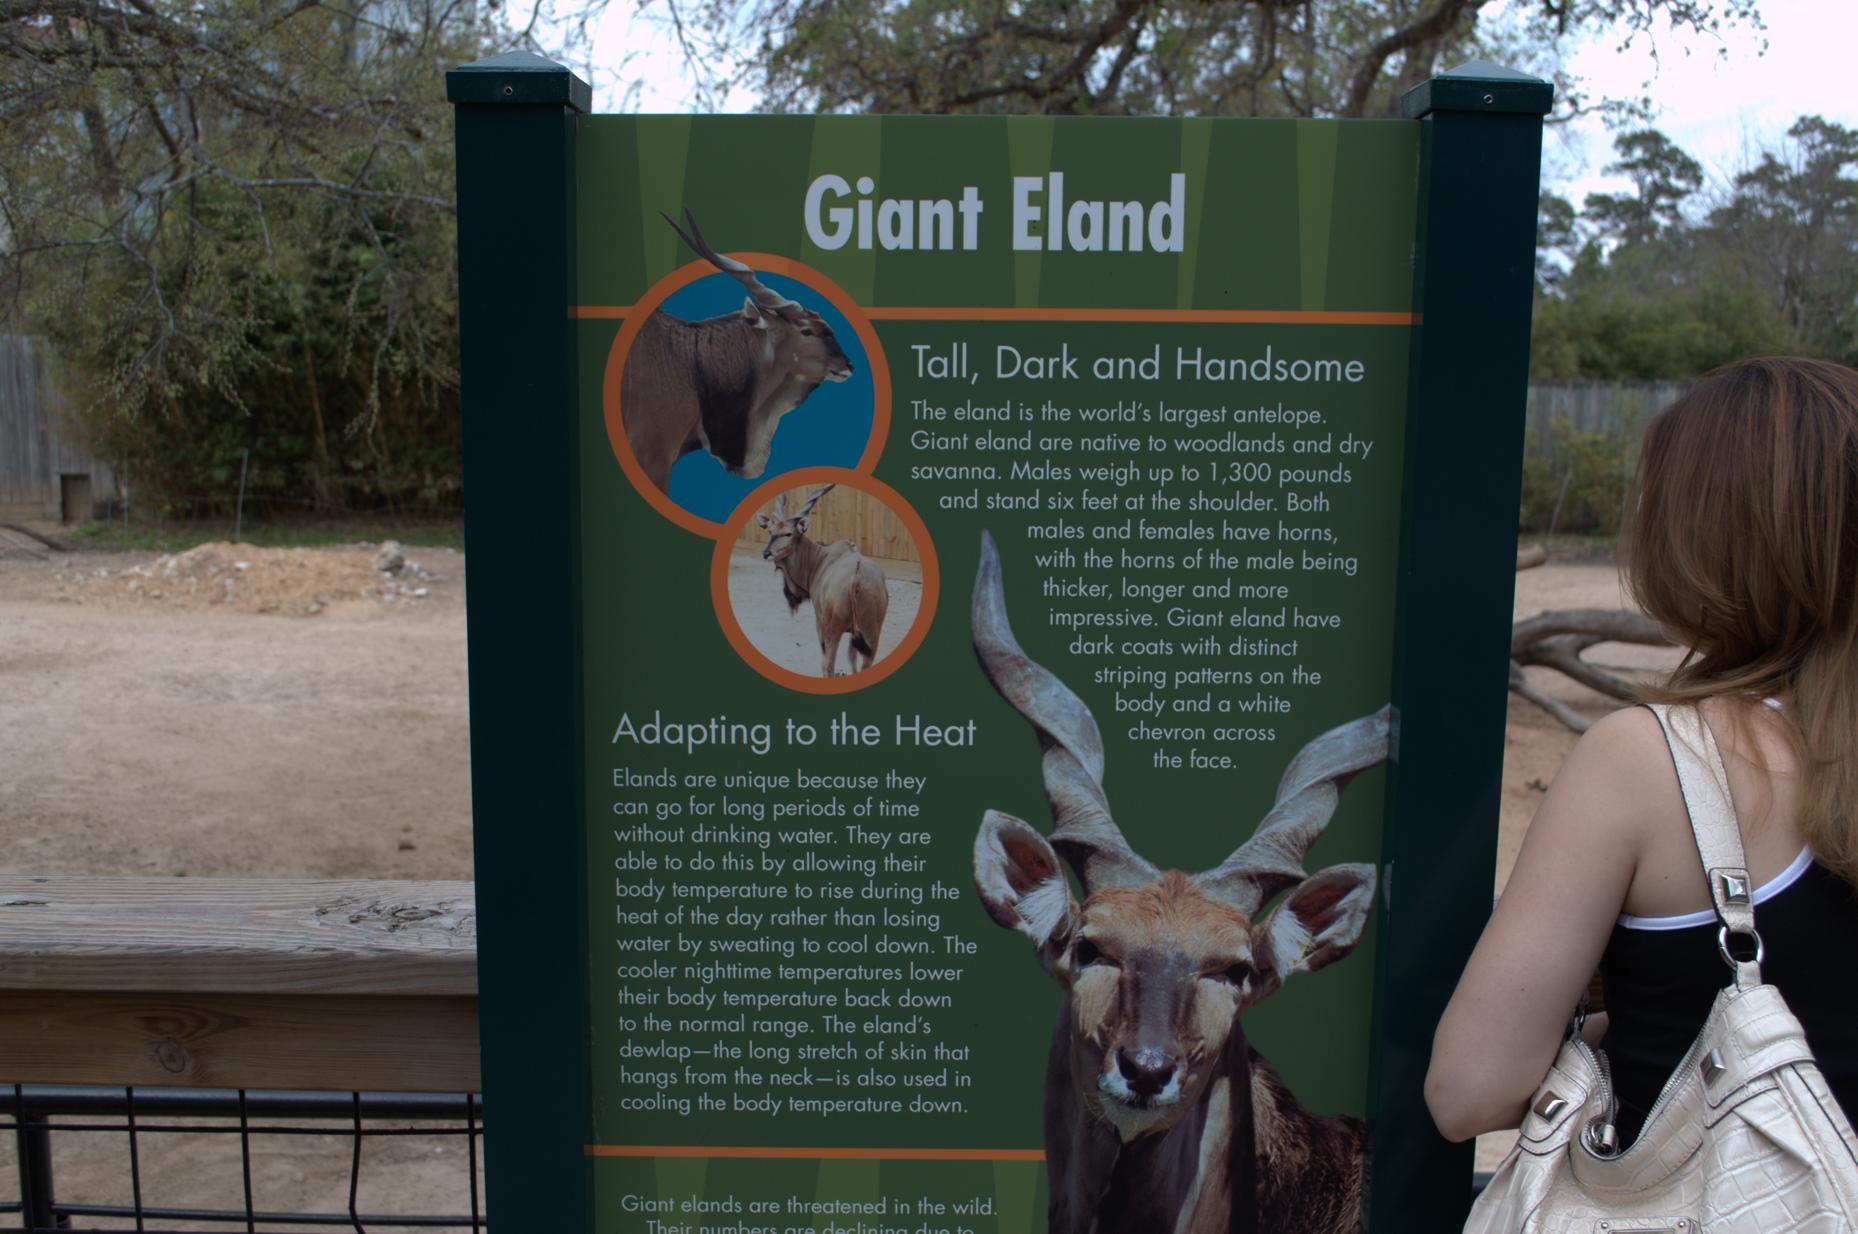 Giant Eland
Tall, Dark and Handsome
The eland is the world's largest antelope.
Giant eland are native to woodlands and dry
savanna. Males weigh up to 1,300 pounds
and stand six feet at the shoulder. Both
males and females have horns,
with the horns of the male being
thicker, longer and more
impressive. Giant eland have
dark coats with distinct
striping patterns on the
body and a white
chevron across
the face.
Adapting to the Heat
Elands are unique because they
can go for long periods of time
without drinking water. They are
able to do this by allowing their
body temperature to rise during the
heat of the day rather than losing
water by sweating to cool down. The
cooler nighttime temperatures lower
their body temperature back down
to the normal range. The eland's
dewlap—the long stretch of skin that
hangs from the neck—is also used in
cooling the body temperature down.
Giant elands are threatened in the wild.
Their numbers are declining due to